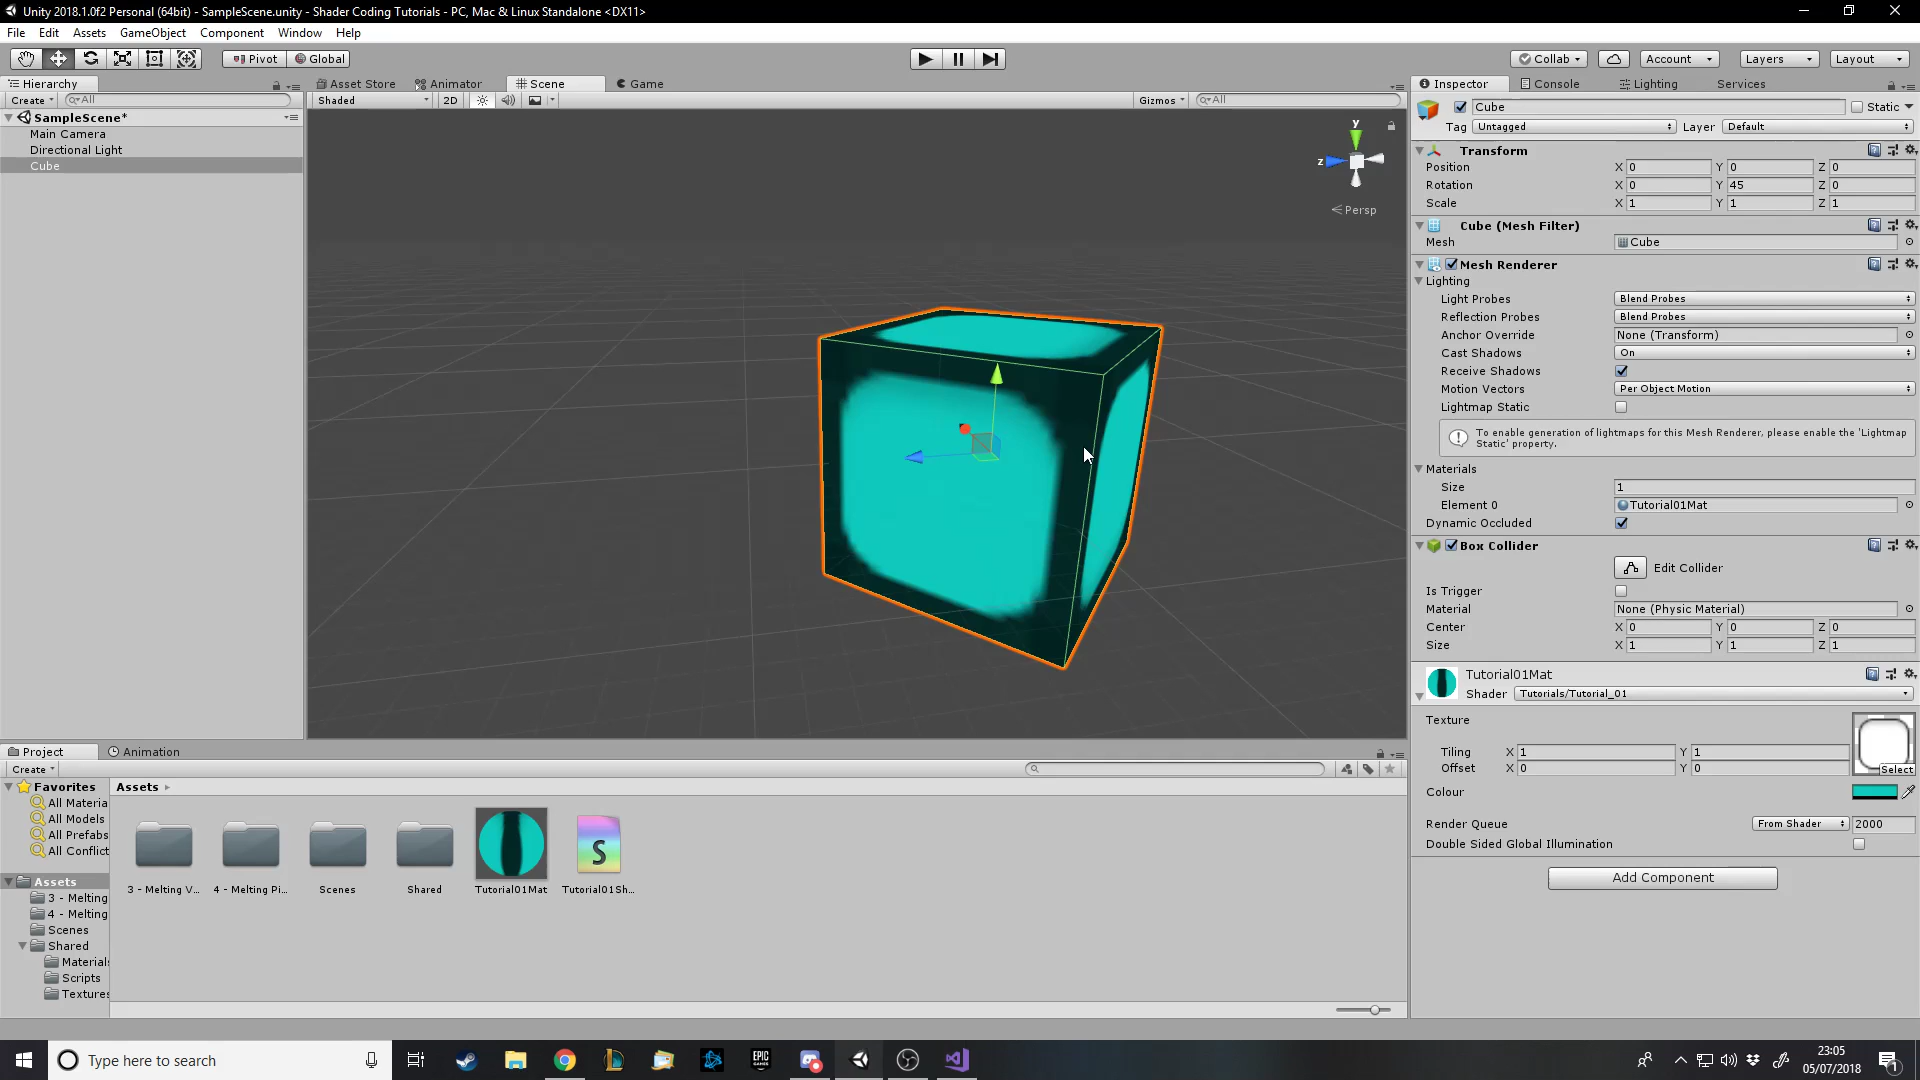 Unity 2018.1.0f2 Personal (64bit) - SampleScene.unity - Shader Coding Tutorials - PC, Mac & Linux Standalone <DX11>
File Edit Assets GameObject Component Window Help
Pivot Global Collab Account Layers Layout
Hierarchy Asset Store Animator Scene Game Inspector Console Lighting Services
Create All Shaded 2D Gizmos All
SampleScene*
Main Camera
Directional Light
Cube
y
z
Persp
Cube Static
Tag Untagged Layer Default
Transform
Position X 0 Y 0 Z 0
Rotation X 0 Y 45 Z 0
Scale X 1 Y 1 Z 1
Cube (Mesh Filter)
Mesh Cube
Mesh Renderer
Lighting
Light Probes Blend Probes
Reflection Probes Blend Probes
Anchor Override None (Transform)
Cast Shadows On
Receive Shadows
Motion Vectors Per Object Motion
Lightmap Static
To enable generation of lightmaps for this Mesh Renderer, please enable the 'Lightmap
Static' property.
Materials
Size 1
Element 0 Tutorial01Mat
Dynamic Occluded
Box Collider
Edit Collider
Is Trigger
Material None (Physic Material)
Center X 0 Y 0 Z 0
Size X 1 Y 1 Z 1
Tutorial01Mat
Shader Tutorials/Tutorial_01
Texture
Tiling X 1 Y 1
Offset X 0 Y 0
Select
Colour
Render Queue From Shader 2000
Double Sided Global Illumination
Add Component
Project Animation
Create
Favorites
All Materia
All Models
All Prefabs
All Conflict
Assets
3 - Melting
4 - Melting
Scenes
Shared
Materials
Scripts
Textures
Assets
3 - Melting V... 4 - Melting Pi... Scenes Shared Tutorial01Mat Tutorial01Sh...
S
Type here to search
EPIC
GAMES
23:05
05/07/2018
1